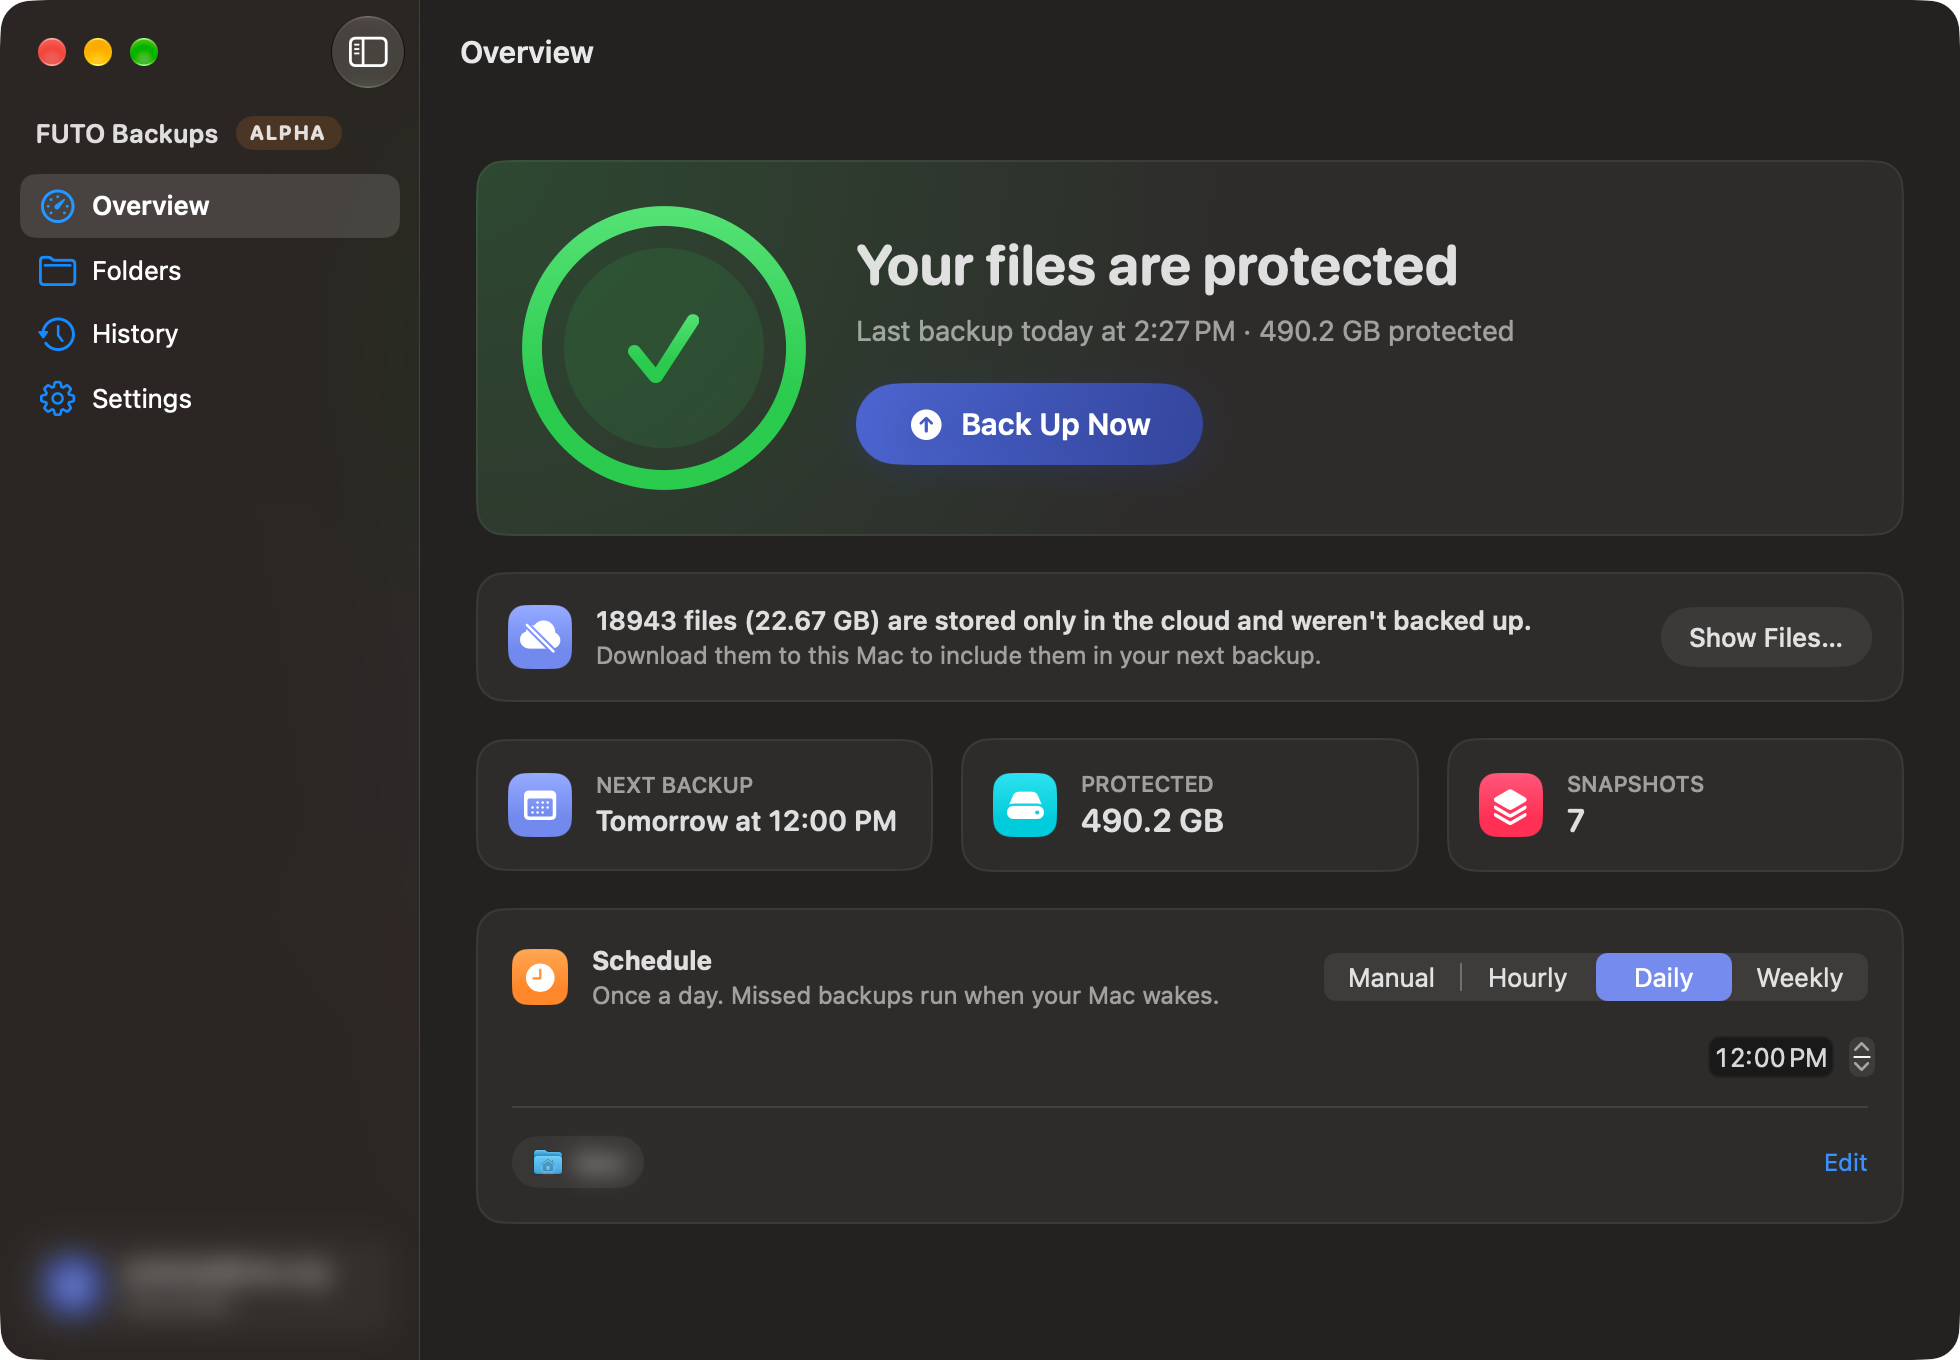 Overview
FUTO Backups ALPHA
Overview
Folders
History
Settings
Your files are protected
Last backup today at 2:27 PM · 490.2 GB protected
Back Up Now
18943 files (22.67 GB) are stored only in the cloud and weren't backed up.
Download them to this Mac to include them in your next backup.
Show Files...
NEXT BACKUP
Tomorrow at 12:00 PM
PROTECTED
490.2 GB
SNAPSHOTS
7
Schedule
Once a day. Missed backups run when your Mac wakes.
Manual Hourly Daily Weekly
12:00 PM
Edit